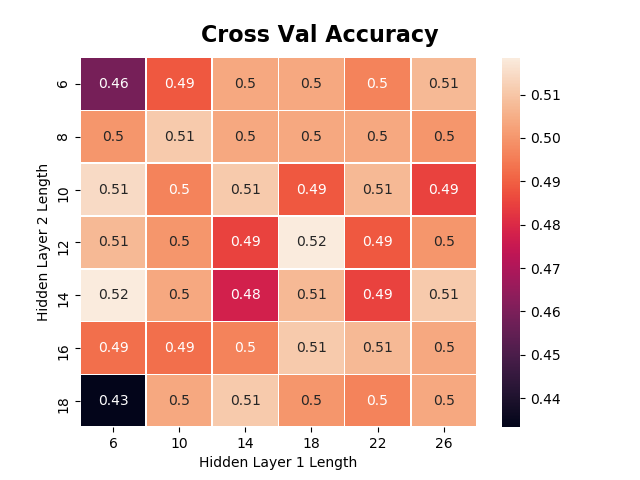 Cross Val Accuracy
Hidden Layer 2 Length
6 0.46 0.49 0.5 0.5 0.5 0.51
8 0.5 0.51 0.5 0.5 0.5 0.5
10 0.51 0.5 0.51 0.49 0.51 0.49
12 0.51 0.5 0.49 0.52 0.49 0.5
14 0.52 0.5 0.48 0.51 0.49 0.51
16 0.49 0.49 0.5 0.51 0.51 0.5
18 0.43 0.5 0.51 0.5 0.5 0.5
6 10 14 18 22 26
Hidden Layer 1 Length
0.51
0.50
0.49
0.48
0.47
0.46
0.45
0.44